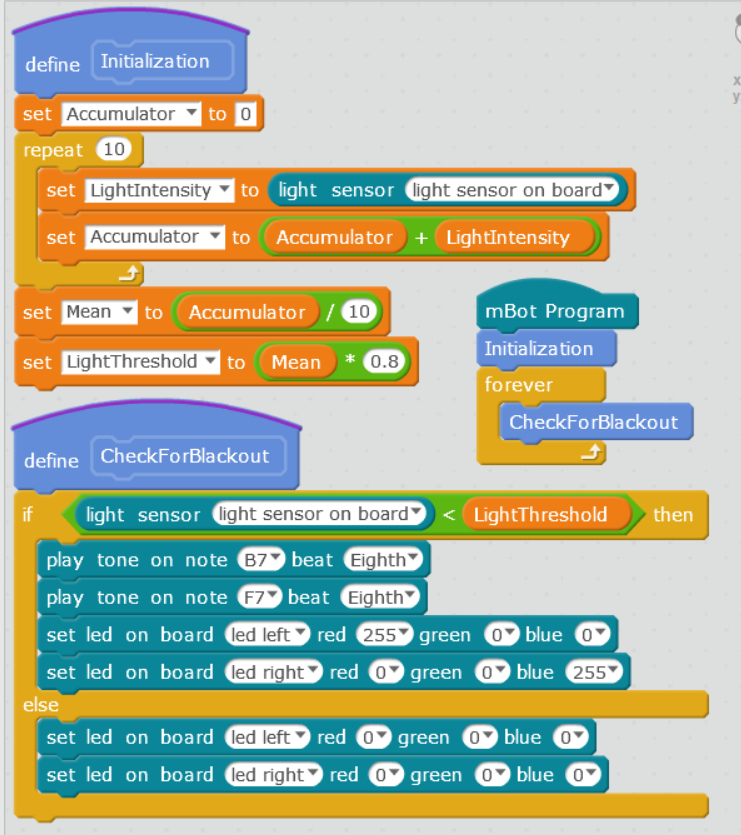 define Initialization
set Accumulator to 0
repeat 10
set LightIntensity to light sensor light sensor on board
set Accumulator to Accumulator + LightIntensity
set Mean to Accumulator / 10
set LightThreshold to Mean * 0.8
mBot Program
Initialization
forever
CheckForBlackout
define CheckForBlackout
if light sensor light sensor on board < LightThreshold then
play tone on note B7 beat Eighth
play tone on note F7 beat Eighth
set led on board led left red 255 green 0 blue 0
set led on board led right red 0 green 0 blue 255
else
set led on board led left red 0 green 0 blue 0
set led on board led right red 0 green 0 blue 0
x
y